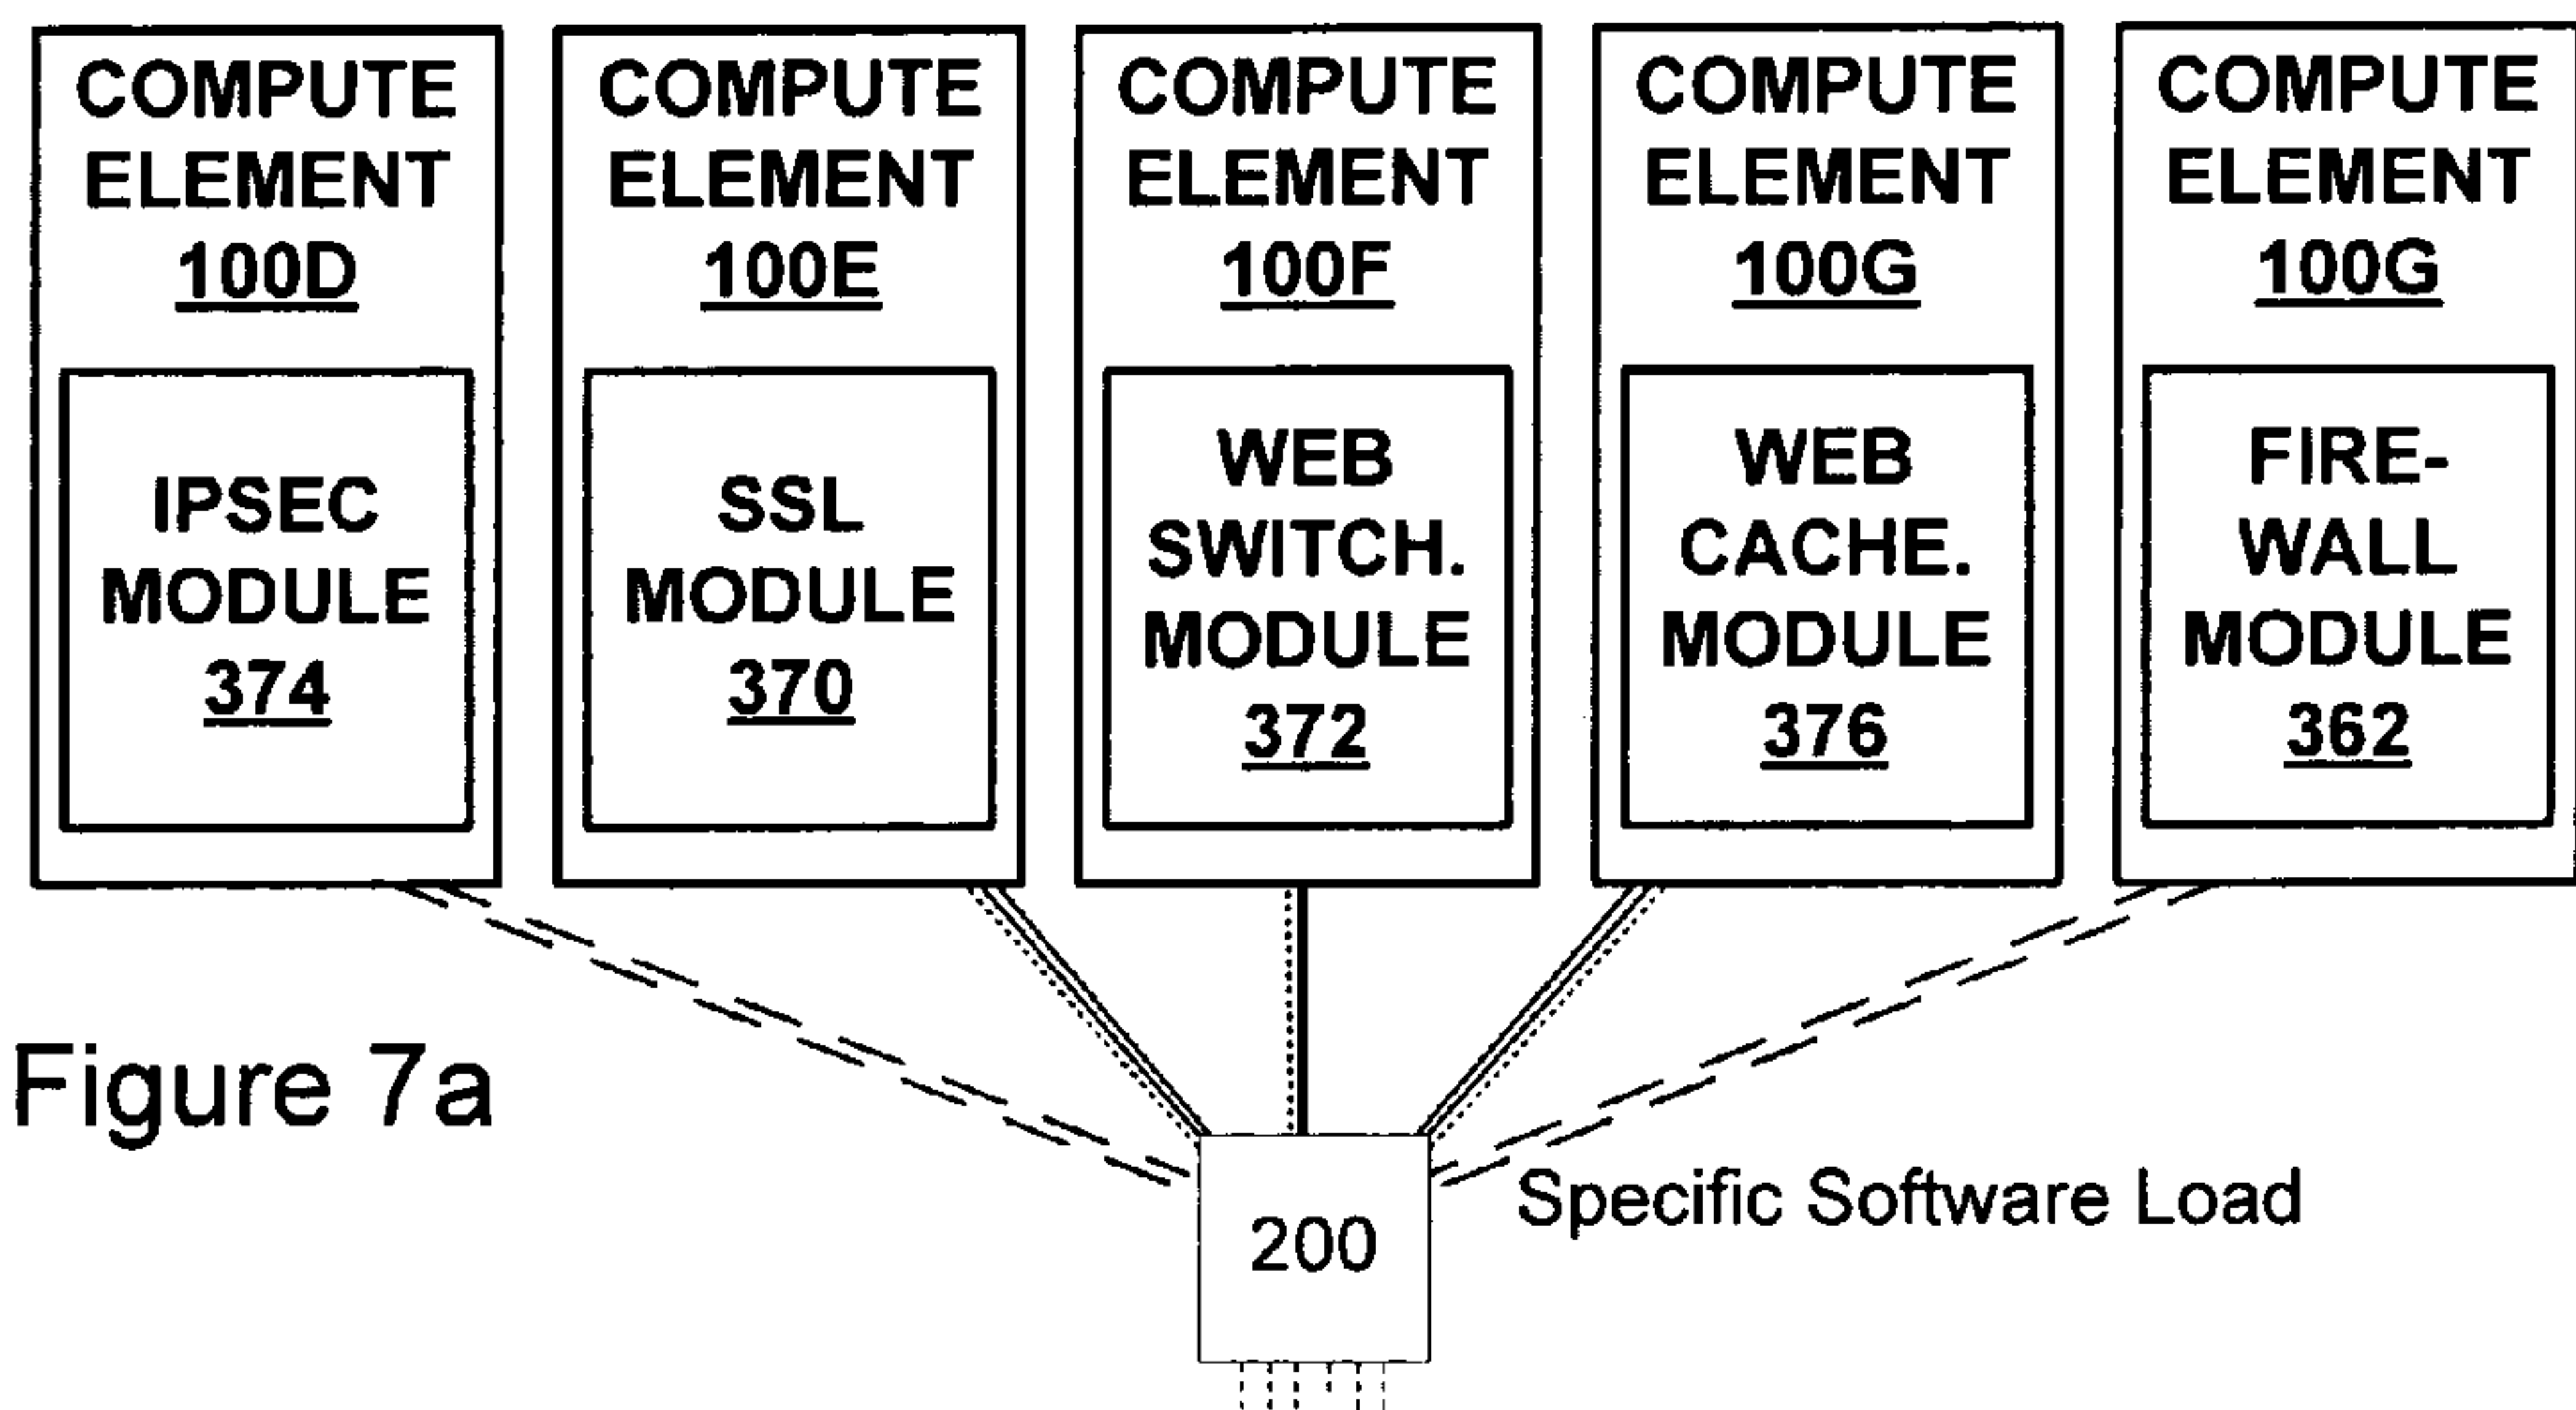 COMPUTE
ELEMENT
100D
IPSEC
MODULE
374
COMPUTE
ELEMENT
100E
SSL
MODULE
370
COMPUTE
ELEMENT
100F
WEB
SWITCH.
MODULE
372
COMPUTE
ELEMENT
100G
WEB
CACHE.
MODULE
376
COMPUTE
ELEMENT
100G
FIRE-
WALL
MODULE
362
Figure 7a
200
Specific Software Load